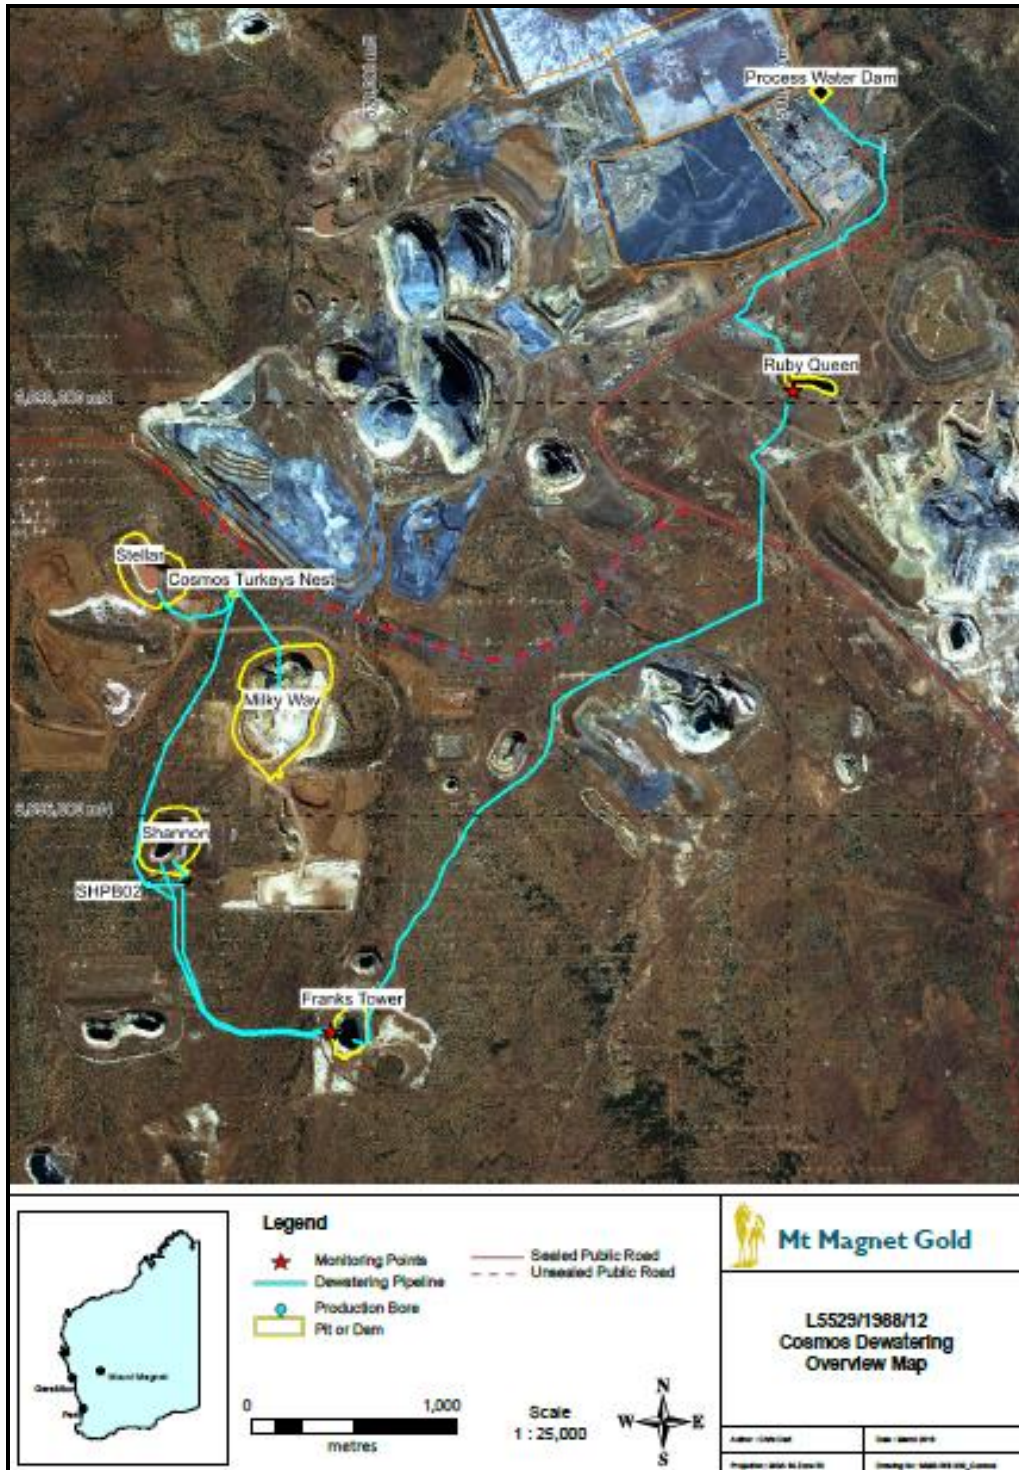 Process Water Dam
Ruby Queen
Stellar
Cosmos Turkeys Nest
Milky Way
Shannon
SHPB02
Franks Tower
Legend
Monitoring Points
Dewatering Pipeline
Production Bore
Pit or Dam
Sealed Public Road
Unsealed Public Road
0 1,000
metres
Scale
1 : 25,000
N
W E
S
Mount Magnet
Geraldton
Mt Magnet Gold
L5529/1988/12
Cosmos Dewatering
Overview Map